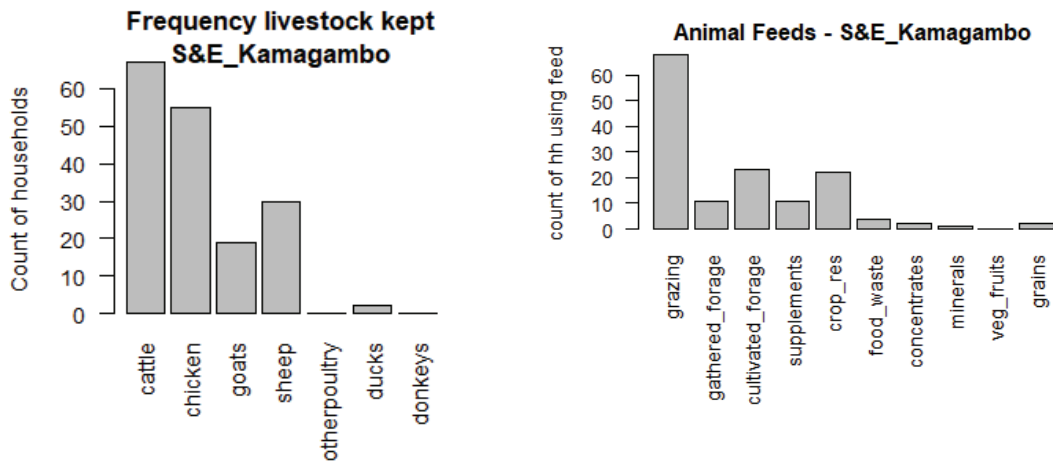 Frequency livestock kept
S&E_Kamagambo
Count of households
60
50
40
30
20
10
0
cattle
chicken
goats
sheep
otherpoultry
ducks
donkeys
Animal Feeds - S&E_Kamagambo
count of hh using feed
60
50
40
30
20
10
0
grazing
gathered_forage
cultivated_forage
supplements
crop_res
food_waste
concentrates
minerals
veg_fruits
grains